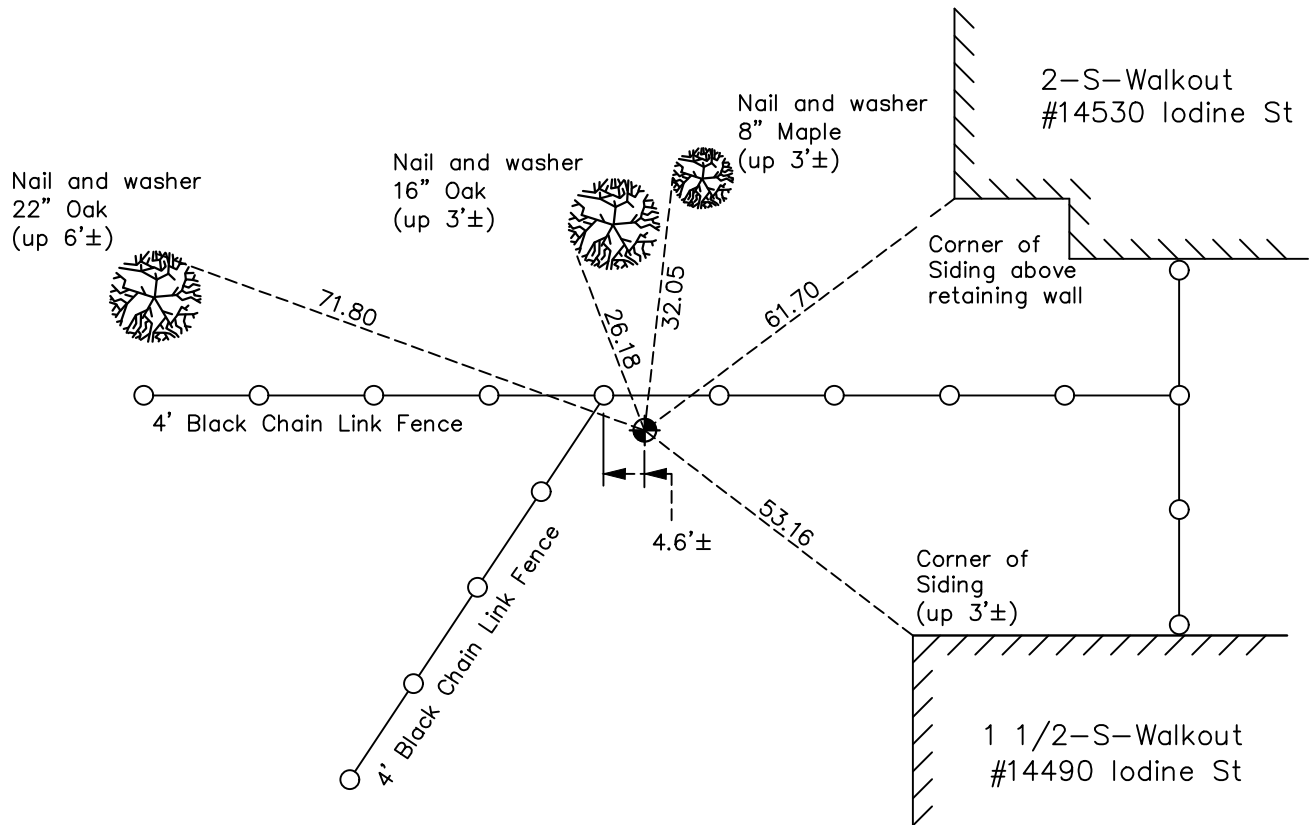 2-S-Walkout
#14530 Iodine St
Nail and washer
8" Maple
(up 3'±)
Nail and washer
16" Oak
(up 3'±)
Nail and washer
22" Oak
(up 6'±)
Corner of
Siding above
retaining wall
71.80
26.18
32.05
61.70
4' Black Chain Link Fence
53.16
4.6'±
4' Black Chain Link Fence
Corner of
Siding
(up 3'±)
1 1/2-S-Walkout
#14490 Iodine St